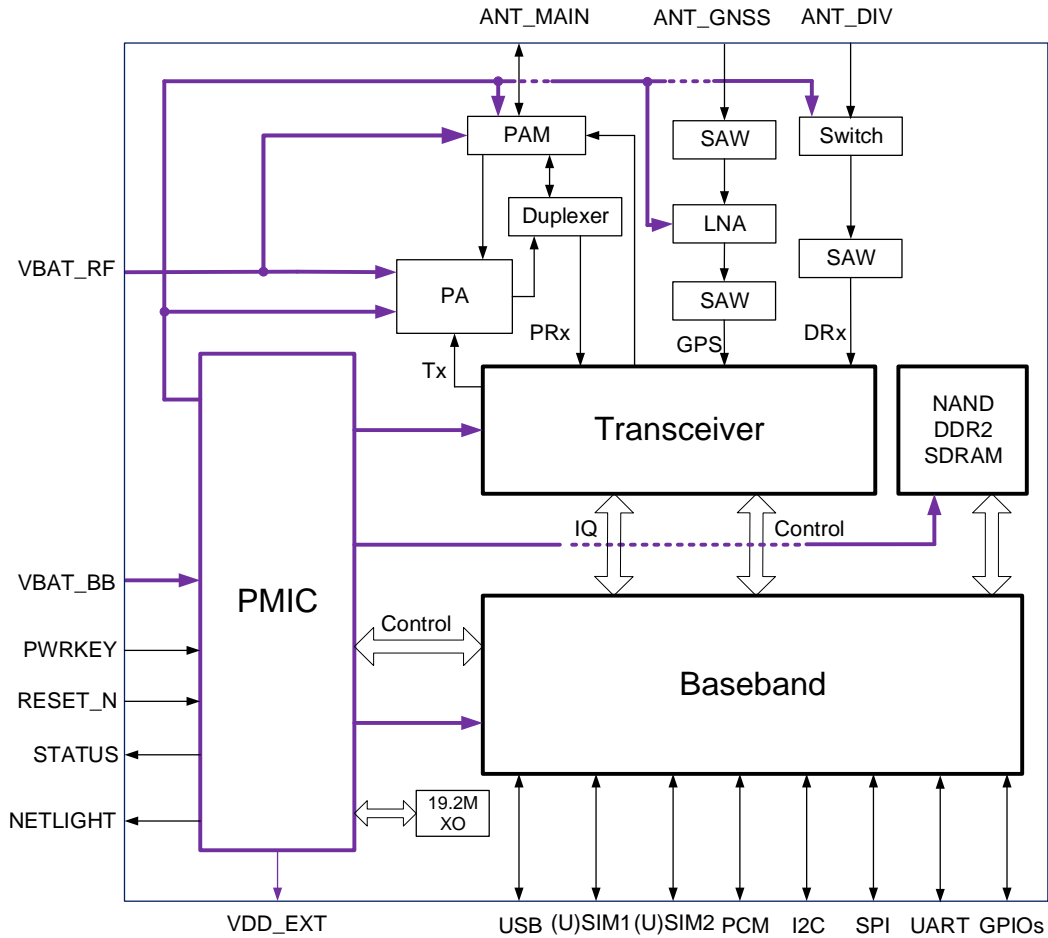 ANT_MAIN ANT_GNSS ANT_DIV
PAM
SAW
Switch
Duplexer
LNA
SAW
VBAT_RF
PA
SAW
PRx
GPS
DRx
Tx
Transceiver
NAND
DDR2
SDRAM
IQ
Control
VBAT_BB
PMIC
Control
PWRKEY
RESET_N
Baseband
STATUS
NETLIGHT
19.2M
XO
VDD_EXT
USB (U)SIM1 (U)SIM2 PCM I2C SPI UART GPIOs